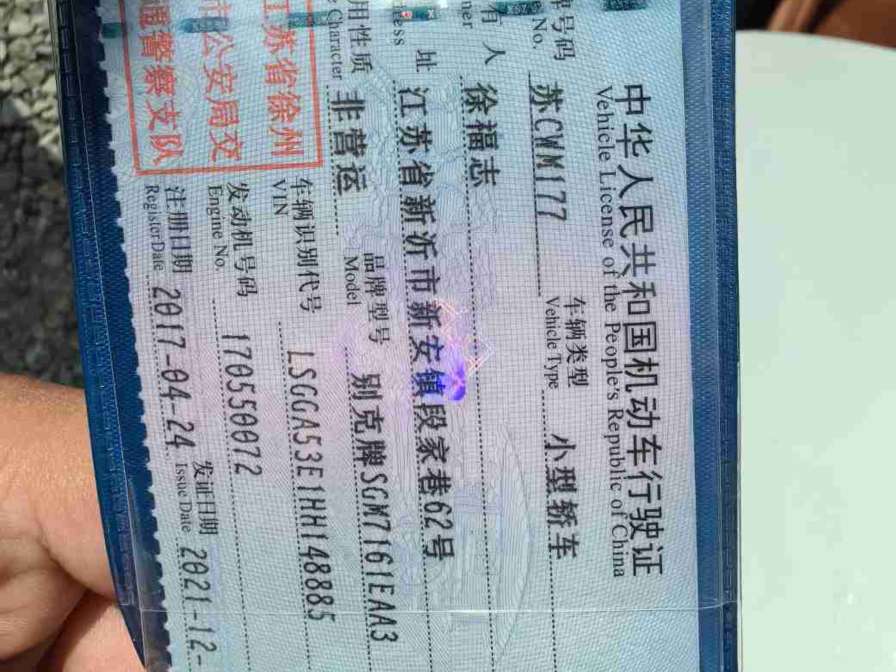 中华人民共和国机动车行驶证
Vehicle License of the People's Republic of China
号码 苏CWM177 车辆类型 小型轿车
No. Vehicle Type
有人 徐福志
ner
址 江苏省新沂市新安镇段家巷62号
ess
用性质 非营运 品牌型号 别克牌SGM7161EAA3
Character Model
江苏省徐州 车辆识别代号 LSGGA53E1HH148885
VIN
市公安局交 发动机号码 170550072
Engine No.
通警察支队 注册日期 2017-04-24 发证日期 2021-12-
Register Date Issue Date